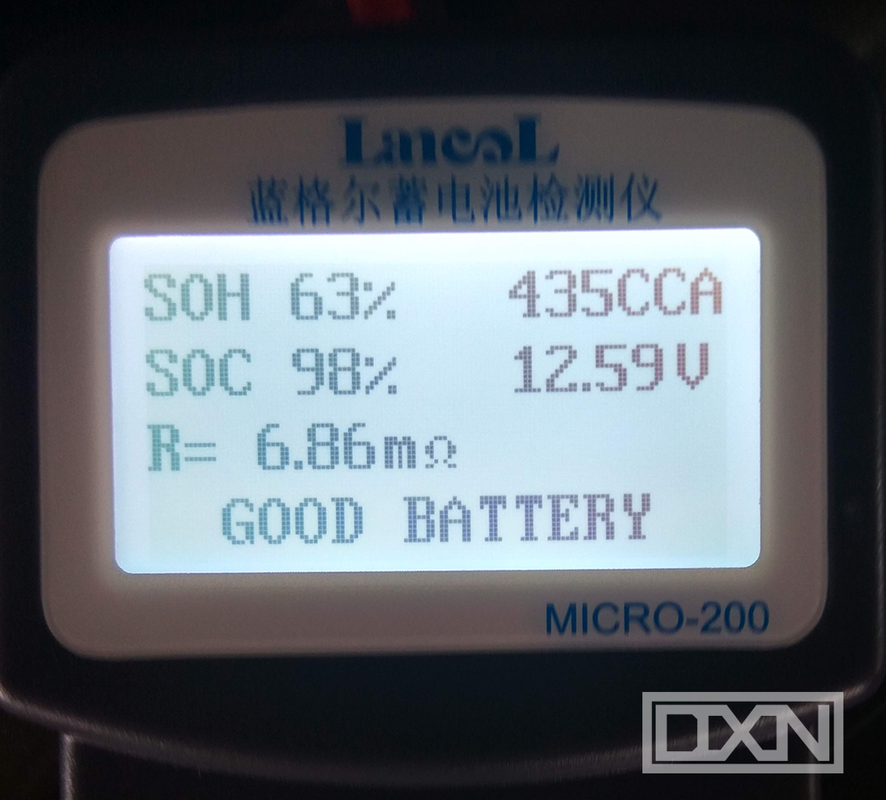 LancoL
蓝格尔蓄电池检测仪
SOH 63% 435CCA
SOC 98% 12.59V
R= 6.86mΩ
GOOD BATTERY
MICRO-200
DXN